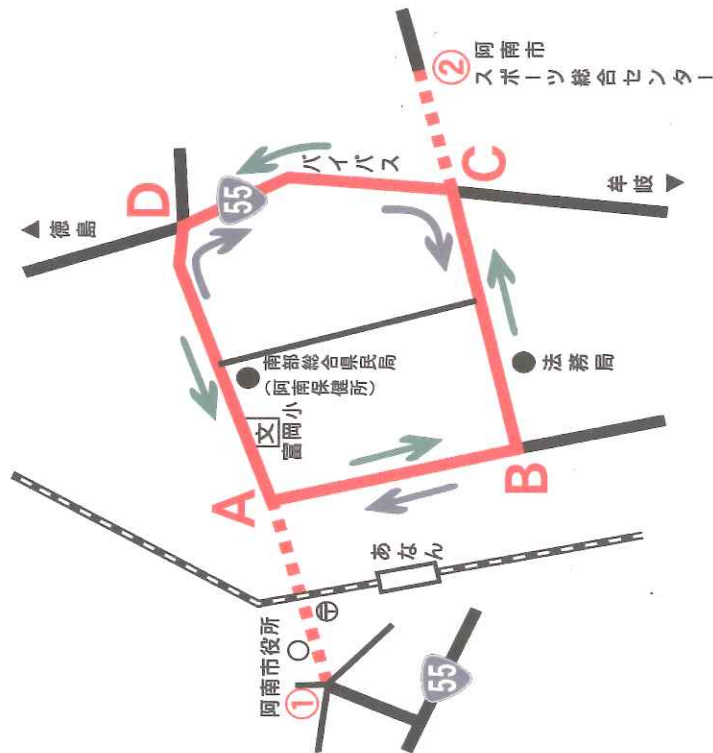 ②
阿南市
スポーツ総合センター
▲徳島
D
55
バイパス
C
牟岐▼
南部総合県民局
(阿南保健所)
文
富岡小
法務局
A
B
あなん
阿南市役所
〒
①
55